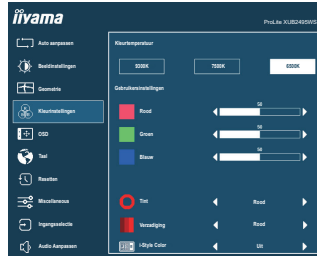 iiyama
ProLite XUB2495WS
Auto aanpassen
Beeldinstellingen
Geometrie
Kleurinstellingen
OSD
Taal
Resetten
Miscellaneous
Ingangsselectie
Audio Aanpassen
Kleurtemperatuur
9300K 7500K 6500K
Gebruikersinstellingen
50
Rood
50
Groen
50
Blauw
Tint Rood
Verzadiging Rood
i-Style Color Uit